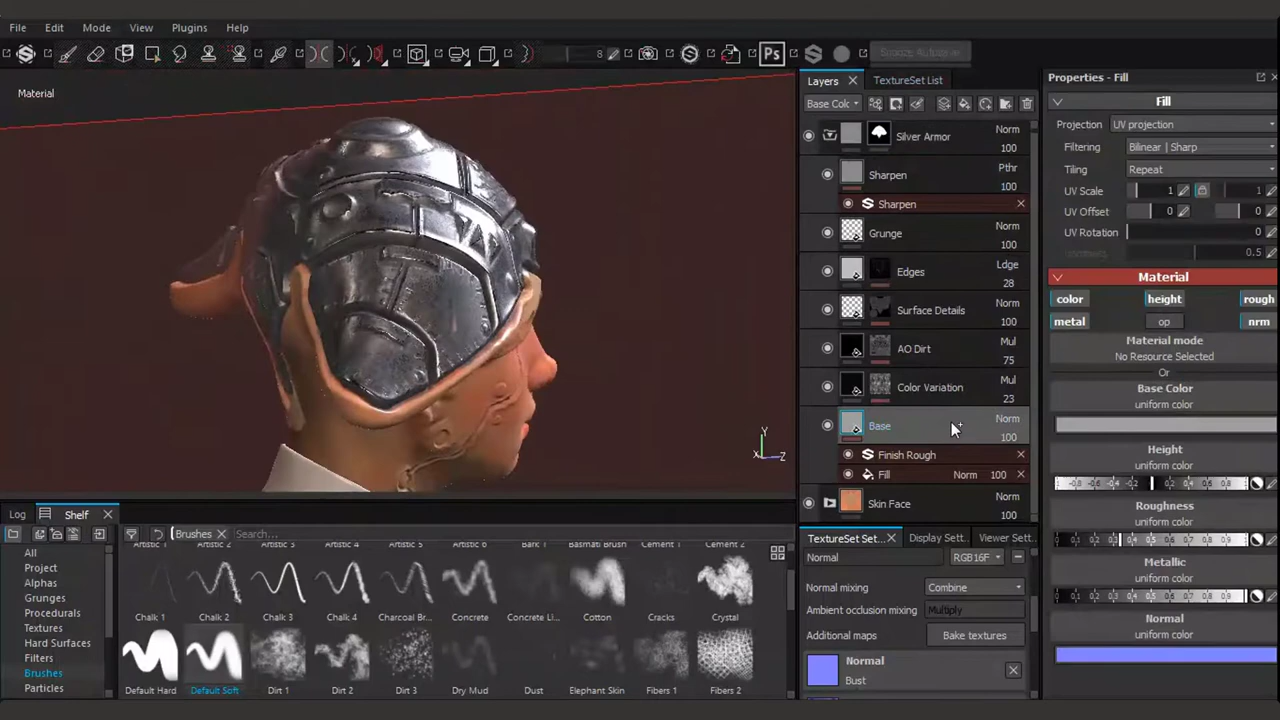 File Edit Mode View Plugins Help
8
Ps
Material
Layers
TextureSet List
Base Colc
Silver Armor
Norm
100
Sharpen
Pthr
100
Sharpen
Grunge
Norm
100
Edges
Ldge
28
Surface Details
Norm
100
AO Dirt
Mul
75
Color Variation
Mul
23
Base
Norm
100
Finish Rough
Fill Norm 100
Skin Face
Norm
100
Properties - Fill
Fill
Projection UV projection
Filtering Bilinear | Sharp
Tiling Repeat
UV Scale 1 1
UV Offset 0 0
UV Rotation 0
0.5
Material
color height rough
metal op nrm
Material mode
No Resource Selected
Or
Base Color
uniform color
Height
uniform color
Roughness
uniform color
Metallic
uniform color
Normal
uniform color
TextureSet Set... Display Sett... Viewer Sett...
Normal RGB16F
Normal mixing Combine
Ambient occlusion mixing Multiply
Additional maps Bake textures
Normal
Bust
Log Shelf
Brushes Search...
All
Project
Alphas
Grunges
Procedurals
Textures
Hard Surfaces
Filters
Brushes
Particles
Artistic 1 Artistic 2 Artistic 3 Artistic 4 Artistic 5 Artistic 6 Bark 1 Basmati Brush Cement 1 Cement 2
Chalk 1 Chalk 2 Chalk 3 Chalk 4 Charcoal Br... Concrete Concrete Li... Cotton Cracks Crystal
Default Hard Default Soft Dirt 1 Dirt 2 Dirt 3 Dry Mud Dust Elephant Skin Fibers 1 Fibers 2